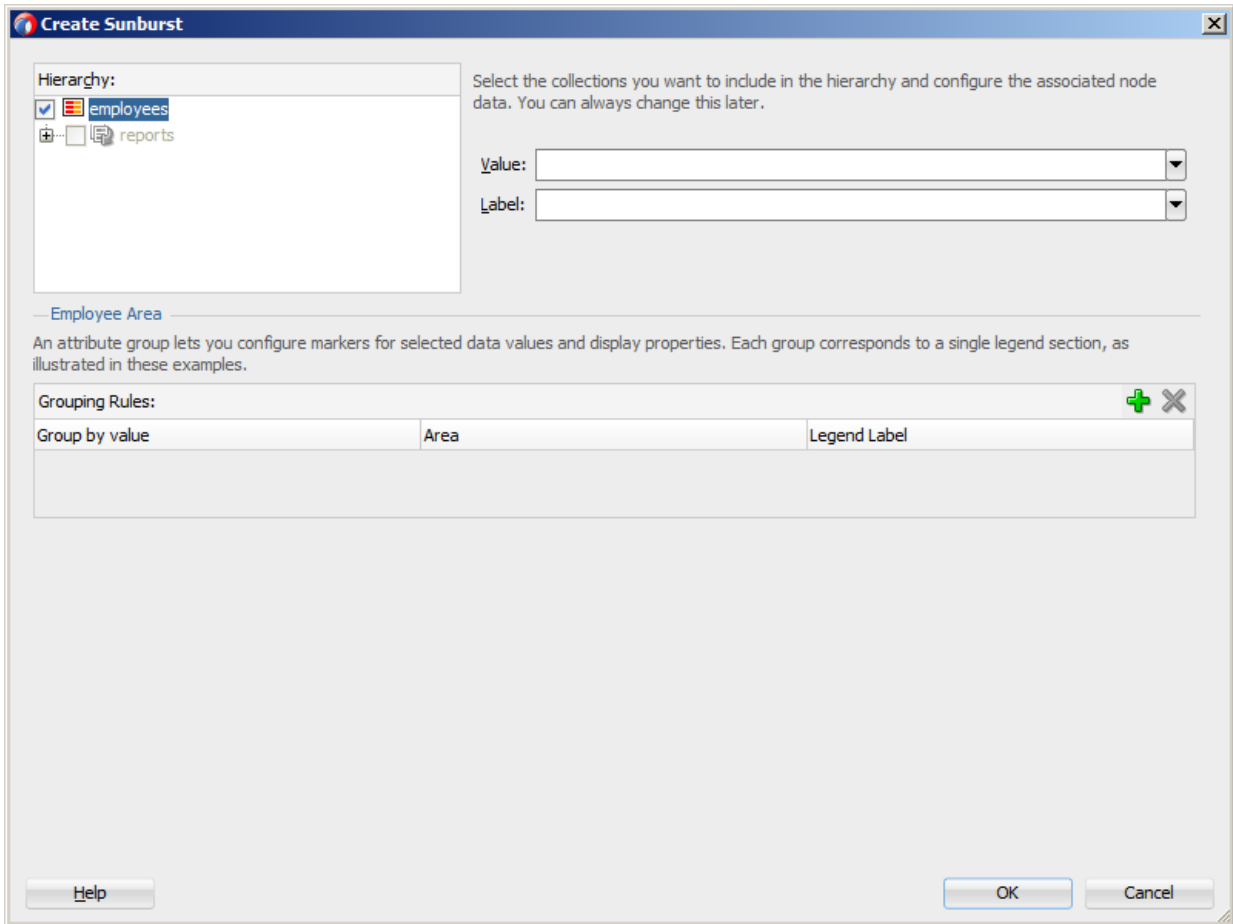 Create Sunburst
Hierarchy:
employees
reports
Select the collections you want to include in the hierarchy and configure the associated node
data. You can always change this later.
Value:
Label:
Employee Area
An attribute group lets you configure markers for selected data values and display properties. Each group corresponds to a single legend section, as
illustrated in these examples.
Grouping Rules:
Group by value Area Legend Label
Help OK Cancel